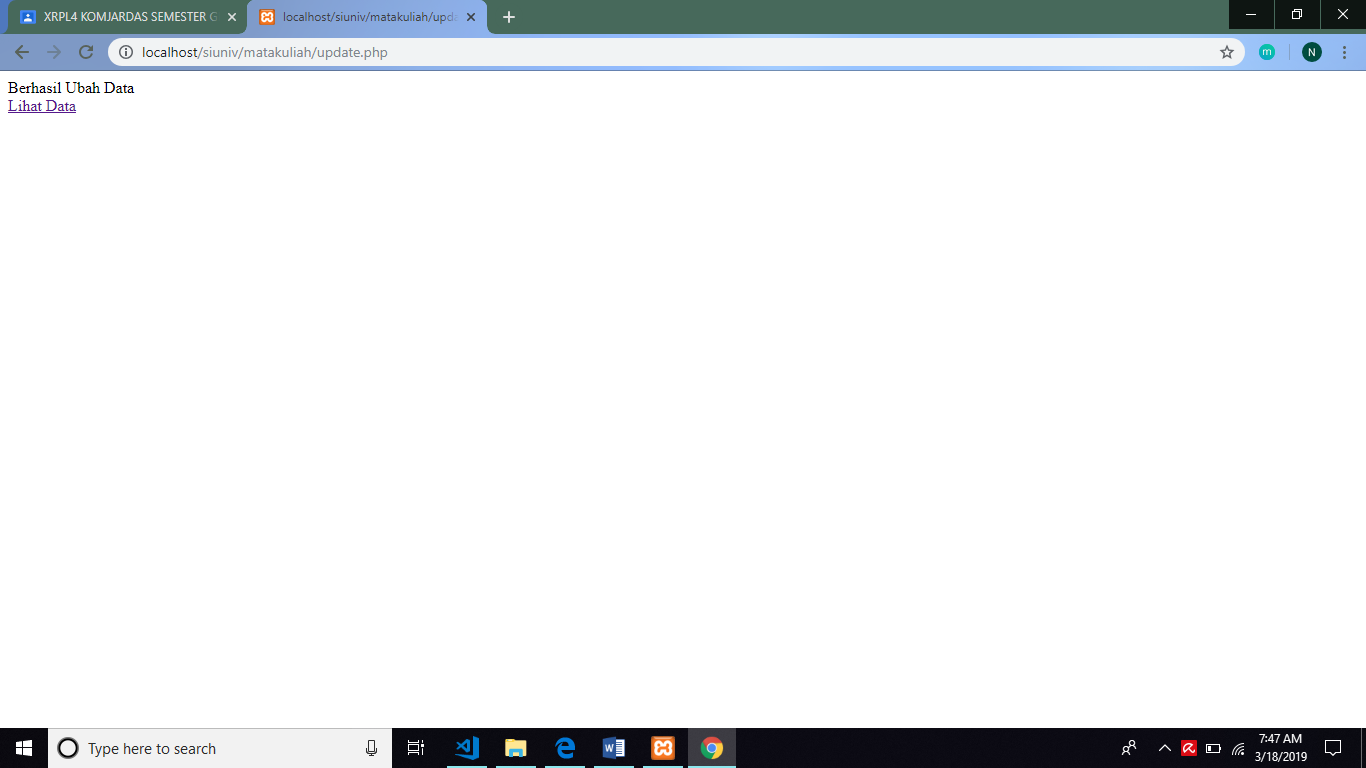 XRPL4 KOMJARDAS SEMESTER G
localhost/siuniv/matakuliah/upda
localhost/siuniv/matakuliah/update.php
N
Berhasil Ubah Data
Lihat Data
Type here to search
7:47 AM
3/18/2019